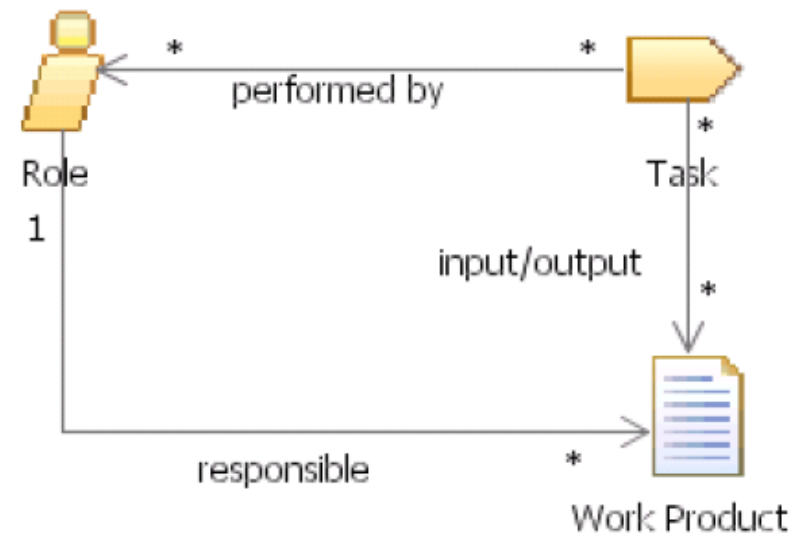 * *
performed by
*
Role Task
1
input/output
*
responsible *
Work Product